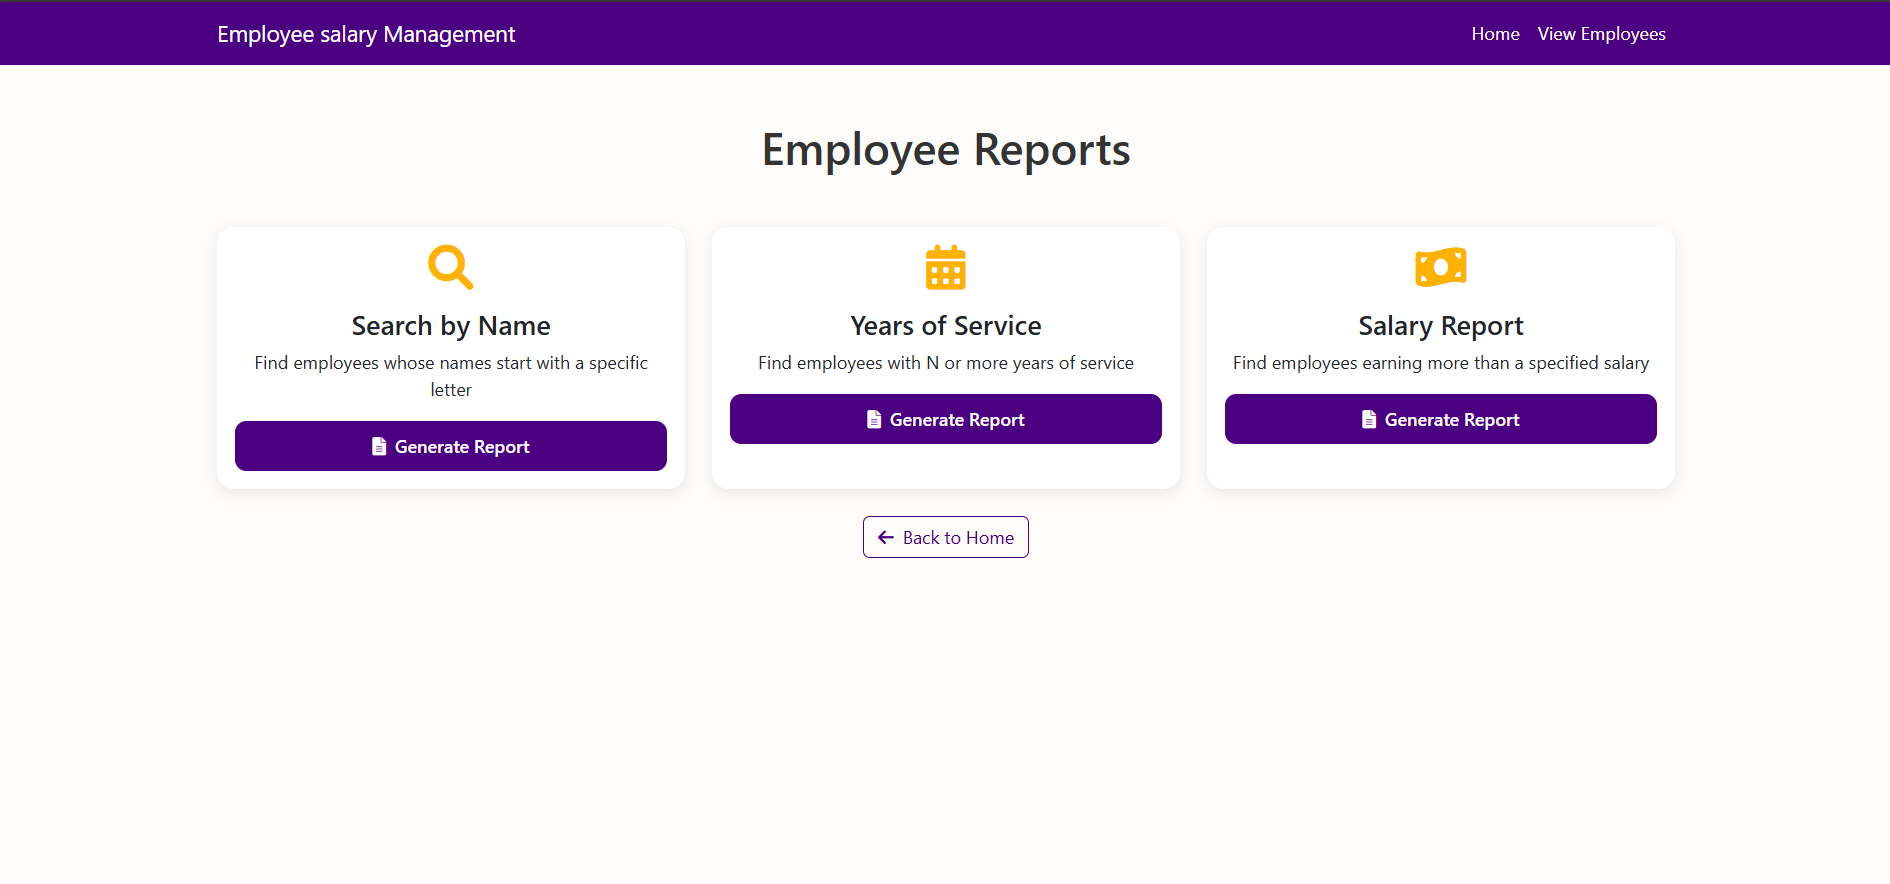 Employee salary Management
Home
View Employees
Employee Reports
Search by Name
Find employees whose names start with a specific
letter
Generate Report
Years of Service
Find employees with N or more years of service
Generate Report
Salary Report
Find employees earning more than a specified salary
Generate Report
Back to Home